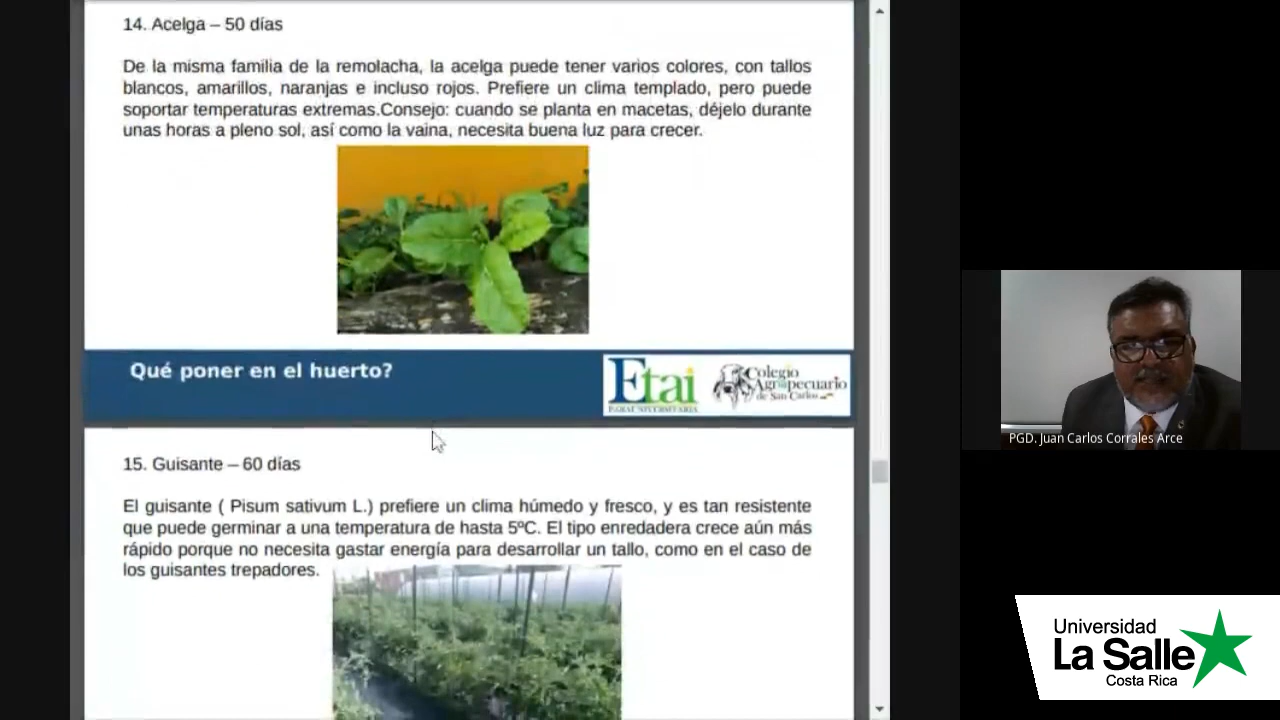 14. Acelga – 50 días
De la misma familia de la remolacha, la acelga puede tener varios colores, con tallos
blancos, amarillos, naranjas e incluso rojos. Prefiere un clima templado, pero puede
soportar temperaturas extremas.Consejo: cuando se planta en macetas, déjelo durante
unas horas a pleno sol, así como la vaina, necesita buena luz para crecer.
Qué poner en el huerto?
Etai
PARAUNIVERSITARIA
Colegio
Agropecuario
de San Carlos
15. Guisante – 60 días
El guisante ( Pisum sativum L.) prefiere un clima húmedo y fresco, y es tan resistente
que puede germinar a una temperatura de hasta 5ºC. El tipo enredadera crece aún más
rápido porque no necesita gastar energía para desarrollar un tallo, como en el caso de
los guisantes trepadores.
PGD. Juan Carlos Corrales Arce
Universidad
La Salle
Costa Rica